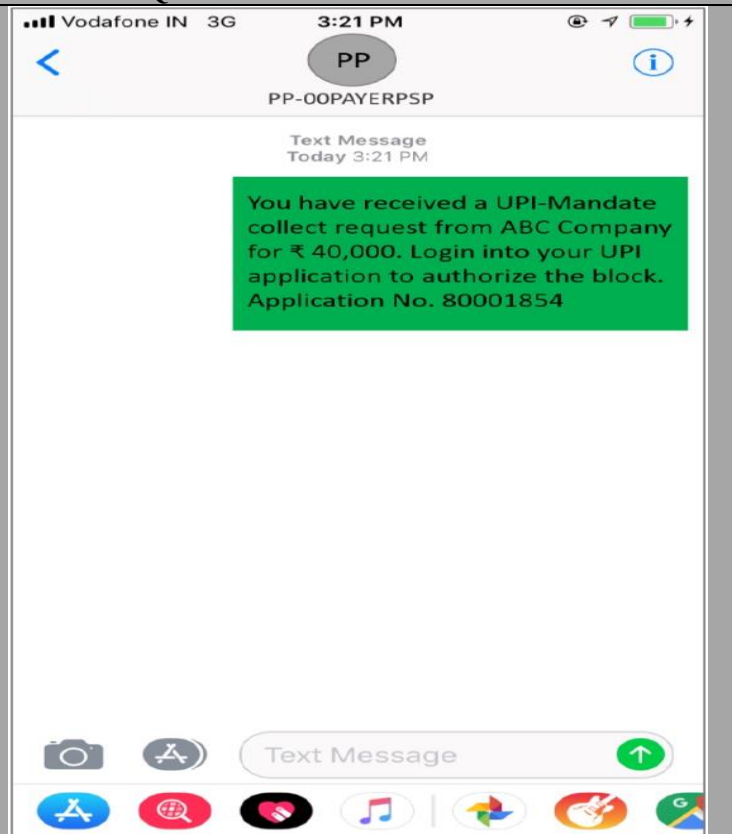 Vodafone IN 3G 3:21 PM
PP
PP-OOPAYERPSP
Text Message
Today 3:21 PM
You have received a UPI-Mandate
collect request from ABC Company
for ₹ 40,000. Login into your UPI
application to authorize the block.
Application No. 80001854
Text Message
G